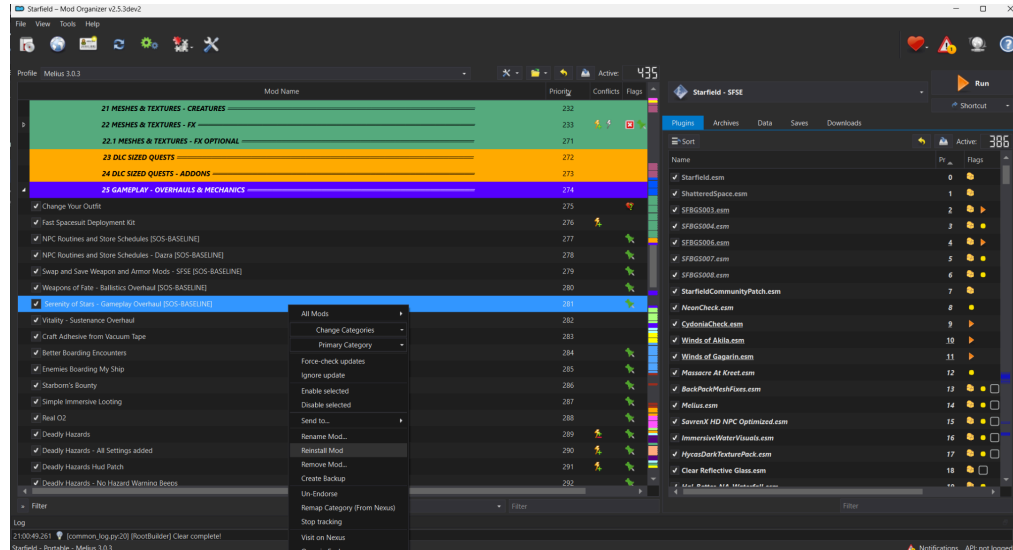 Starfield – Mod Organizer v2.5.3dev2
File View Tools Help
Profile Melius 3.0.3
Active: 435
Mod Name Priority Conflicts Flags
21 MESHES & TEXTURES - CREATURES 232
22 MESHES & TEXTURES - FX 233
22.1 MESHES & TEXTURES - FX OPTIONAL 271
23 DLC SIZED QUESTS 272
24 DLC SIZED QUESTS - ADDONS 273
25 GAMEPLAY - OVERHAULS & MECHANICS 274
Change Your Outfit 275
Fast Spacesuit Deployment Kit 276
NPC Routines and Store Schedules [SOS-BASELINE] 277
NPC Routines and Store Schedules - Dazra [SOS-BASELINE] 278
Swap and Save Weapon and Armor Mods - SFSE [SOS-BASELINE] 279
Weapons of Fate - Ballistics Overhaul [SOS-BASELINE] 280
Serenity of Stars - Gameplay Overhaul [SOS-BASELINE] 281
Vitality - Sustenance Overhaul 282
Craft Adhesive from Vacuum Tape 283
Better Boarding Encounters 284
Enemies Boarding My Ship 285
Starborn's Bounty 286
Simple Immersive Looting 287
Real O2 288
Deadly Hazards 289
Deadly Hazards - All Settings added 290
Deadly Hazards Hud Patch 291
Deadly Hazards - No Hazard Warning Beeps 292
All Mods
Change Categories
Primary Category
Force-check updates
Ignore update
Enable selected
Disable selected
Send to...
Rename Mod...
Reinstall Mod
Remove Mod...
Create Backup
Un-Endorse
Remap Category (From Nexus)
Stop tracking
Visit on Nexus
Filter
Filter
Starfield - SFSE
Run
Shortcut
Plugins Archives Data Saves Downloads
Sort Active: 386
Name Pr Flags
Starfield.esm 0
ShatteredSpace.esm 1
SFBGS003.esm 2
SFBGS004.esm 3
SFBGS006.esm 4
SFBGS007.esm 5
SFBGS008.esm 6
StarfieldCommunityPatch.esm 7
NeonCheck.esm 8
CydoniaCheck.esm 9
Winds of Akila.esm 10
Winds of Gagarin.esm 11
Massacre At Kreet.esm 12
BackPackMeshFixes.esm 13
Melius.esm 14
SavrenX HD NPC Optimized.esm 15
ImmersiveWaterVisuals.esm 16
HycasDarkTexturePack.esm 17
Clear Reflective Glass.esm 18
Filter
Log
21:00:49.261 [common_log.py:20] [RootBuilder] Clear complete!
Starfield - Portable - Melius 3.0.3
Notifications API: not logged